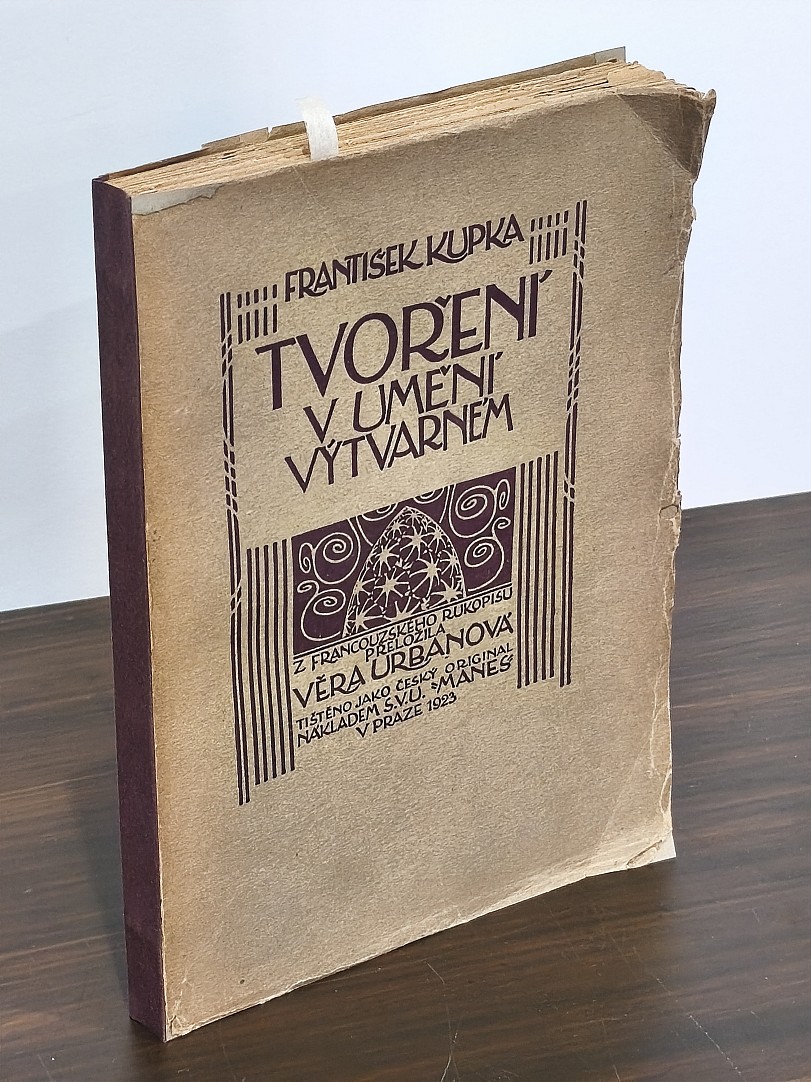 FRANTIŠEK KUPKA
TVOŘENÍ
V UMĚNÍ
VÝTVARNÉM
Z FRANCOUZSKÉHO RUKOPISU
PŘELOŽILA
VĚRA URBANOVÁ
TIŠTĚNO JAKO ČESKÝ ORIGINAL
NÁKLADEM S.V.U. „MÁNES“
V PRAZE 1923